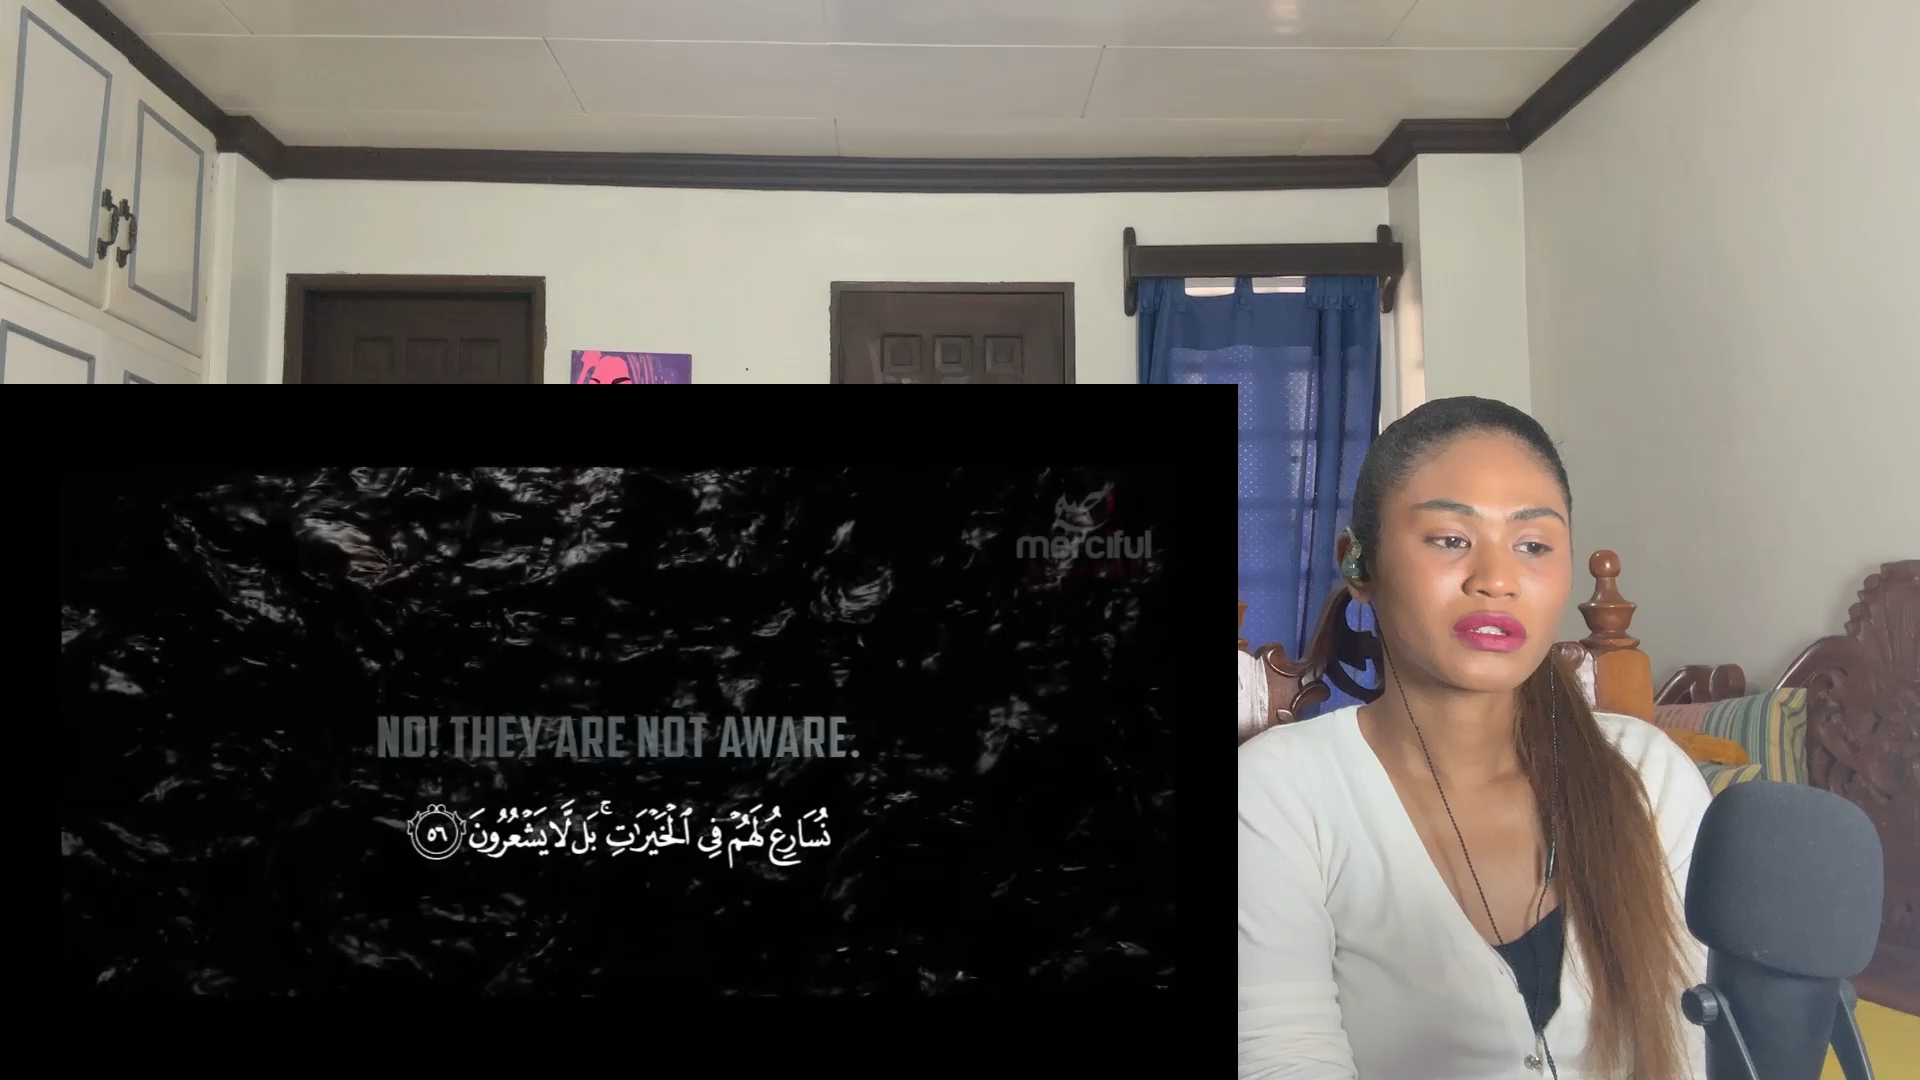 merciful
NO! THEY ARE NOT AWARE.
نُسَارِعُ لَهُمْ فِى ٱلْخَيْرَٰتِ ۚ بَل لَّا يَشْعُرُونَ ٥٦